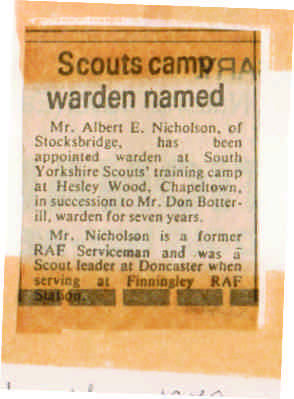 Scouts camp
warden named
Mr. Albert E. Nicholson, of
Stocksbridge, has been
appointed warden at South
Yorkshire Scouts' training camp
at Hesley Wood, Chapeltown,
in succession to Mr. Don Botter-
ill, warden for seven years.
Mr. Nicholson is a former
RAF Serviceman and was a
Scout leader at Doncaster when
serving at Finningley RAF
Station.